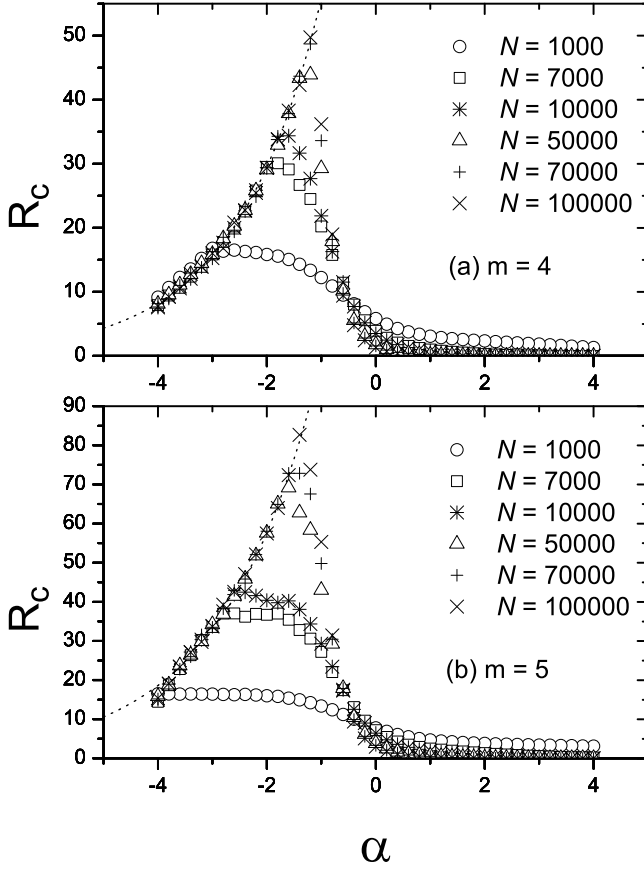 55
50
40
30
20
10
0
R_C
N = 1000
N = 7000
N = 10000
N = 50000
N = 70000
N = 100000
(a) m = 4
-4 -2 0 2 4
90
80
70
60
50
40
30
20
10
0
R_C
N = 1000
N = 7000
N = 10000
N = 50000
N = 70000
N = 100000
(b) m = 5
-4 -2 0 2 4
α